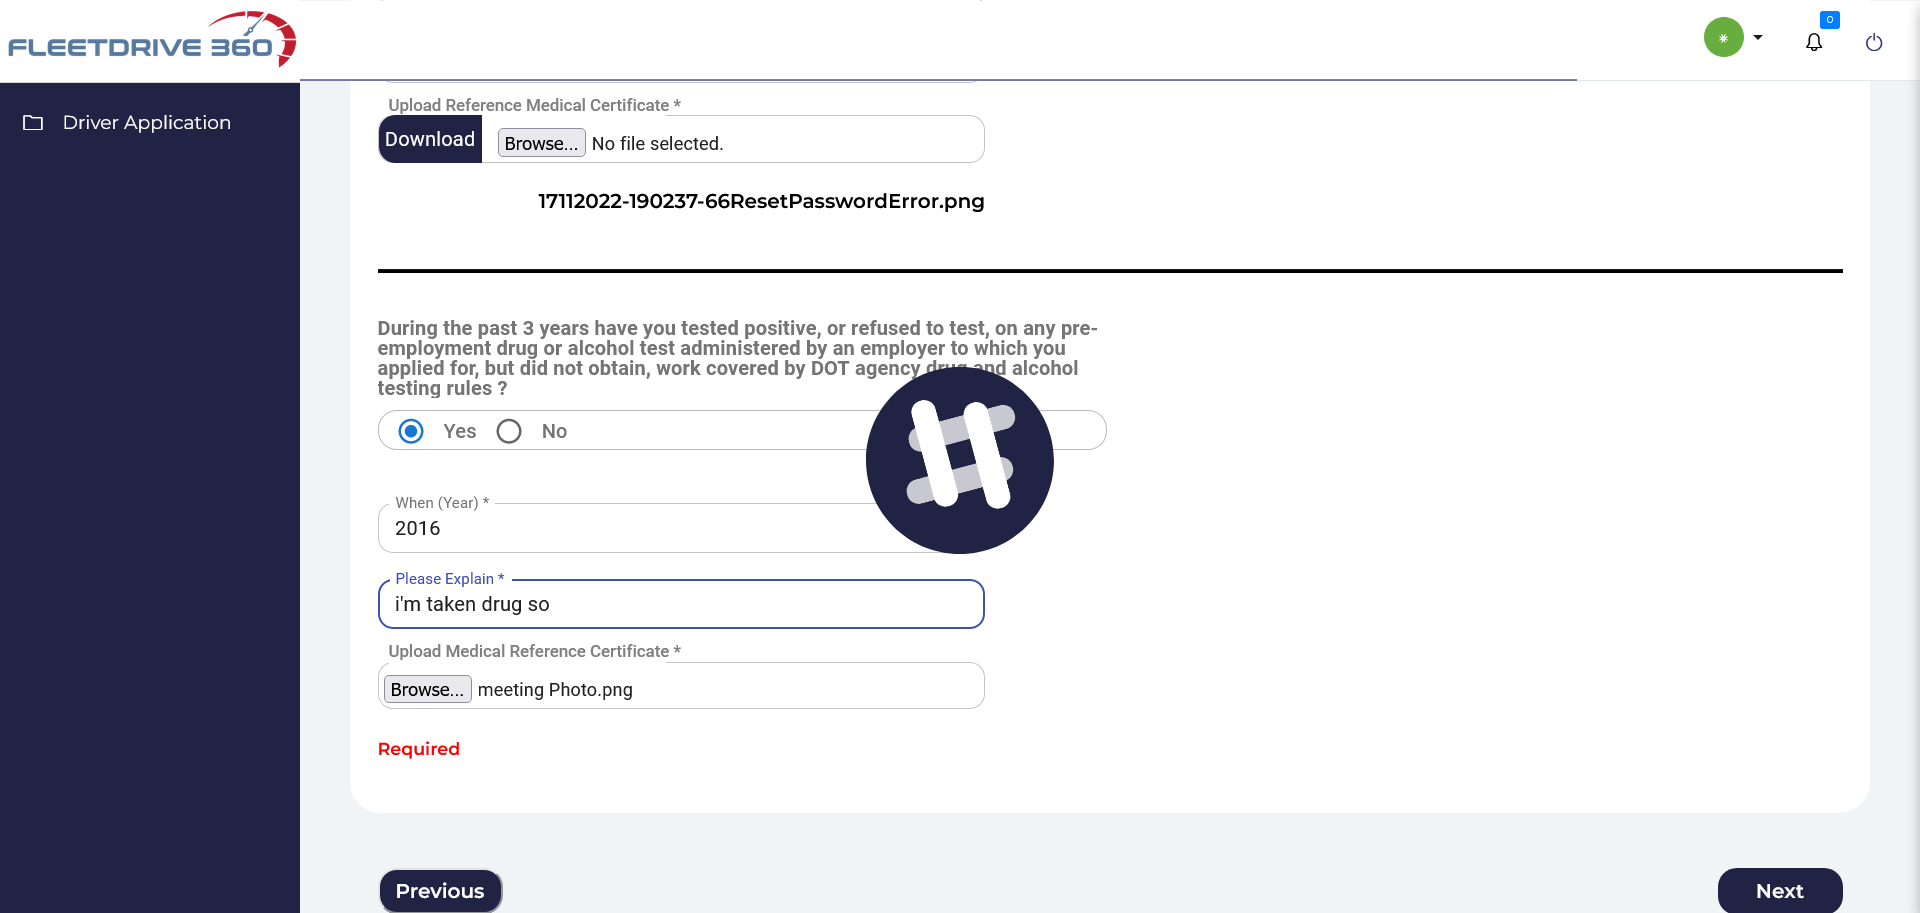 FLEETDRIVE 360
0
Driver Application
Upload Reference Medical Certificate *
Download
Browse... No file selected.
17112022-190237-66ResetPasswordError.png
During the past 3 years have you tested positive, or refused to test, on any pre-
employment drug or alcohol test administered by an employer to which you
applied for, but did not obtain, work covered by DOT agency drug and alcohol
testing rules ?
Yes No
When (Year) *
2016
Please Explain *
i'm taken drug so
Upload Medical Reference Certificate *
Browse... meeting Photo.png
Required
Previous
Next